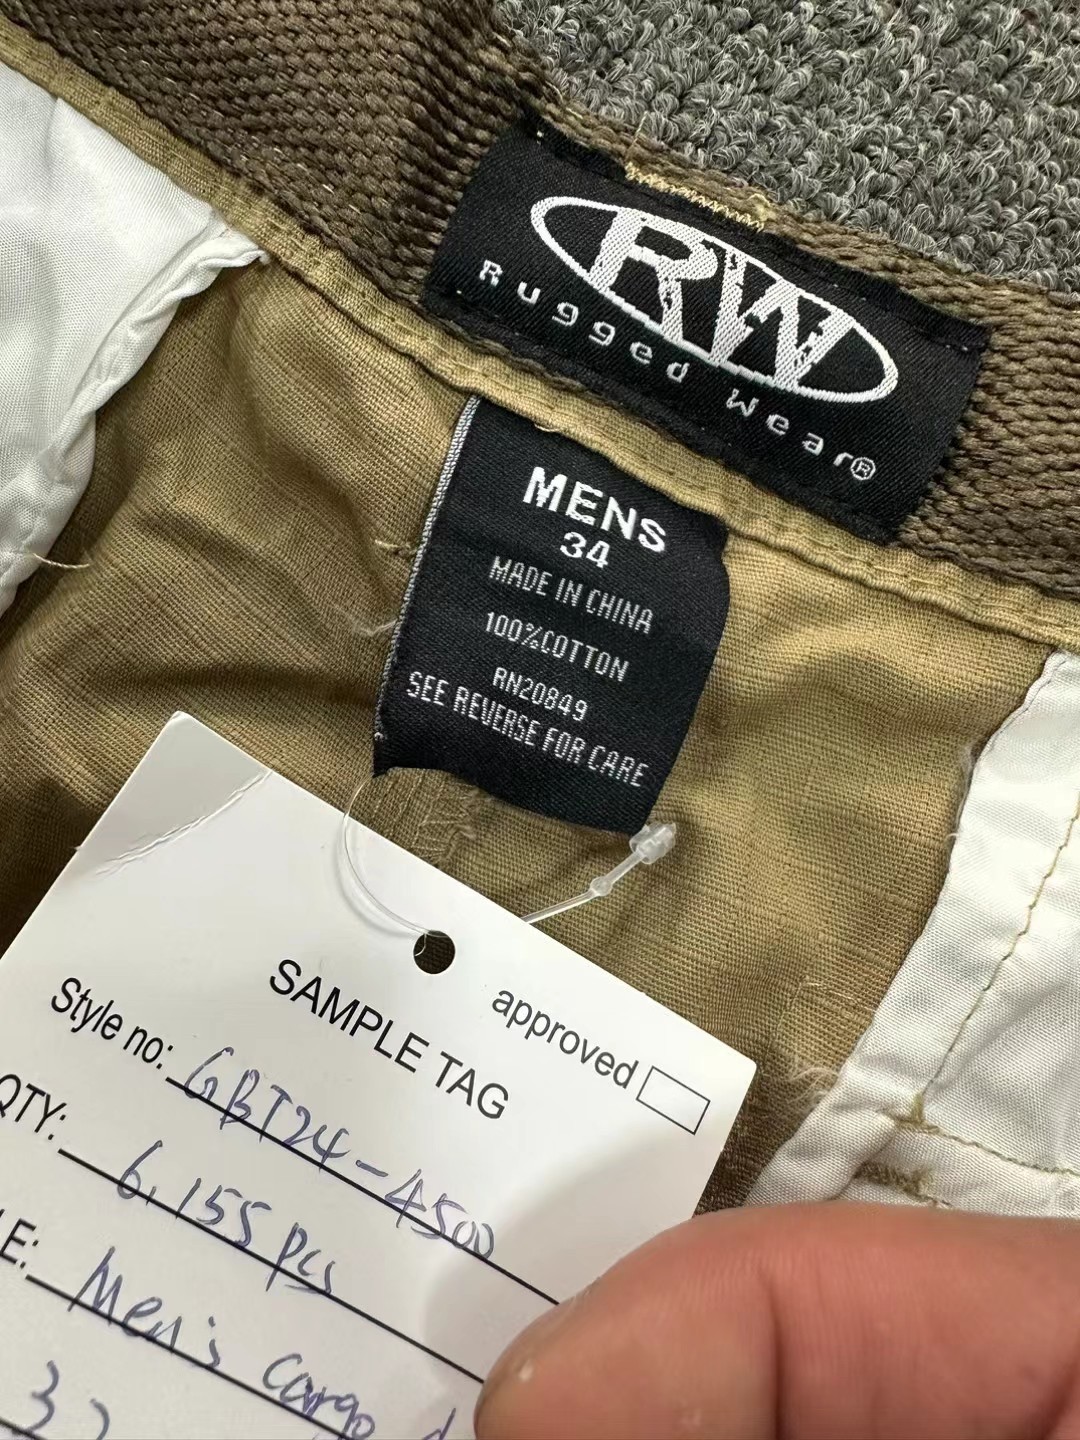 RW
Rugged Wear®
MENS
34
MADE IN CHINA
100%COTTON
RN20849
SEE REVERSE FOR CARE
SAMPLE TAG
approved
Style no: GBT24-4500
QTY: 6,155 pcs
LE: Men's cargo